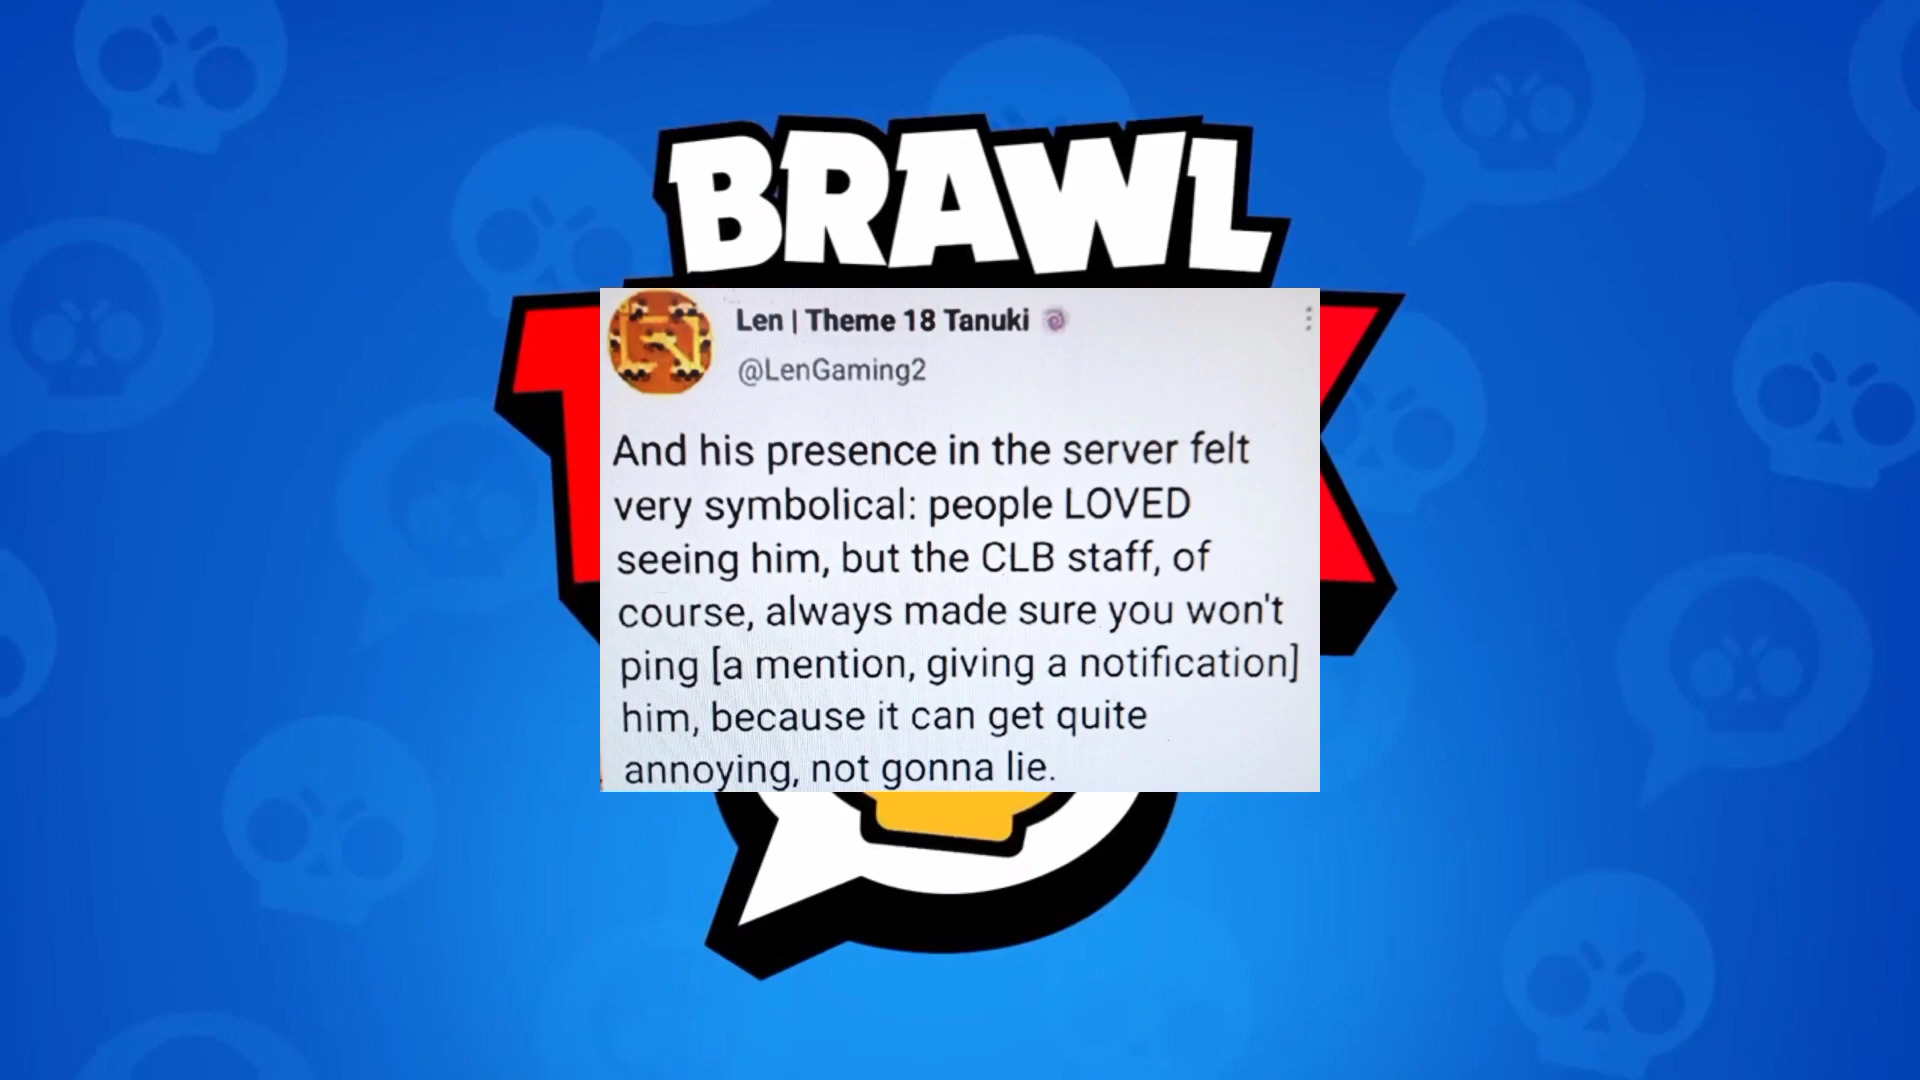 BRAWL
Len | Theme 18 Tanuki
@LenGaming2
And his presence in the server felt
very symbolical: people LOVED
seeing him, but the CLB staff, of
course, always made sure you won't
ping [a mention, giving a notification]
him, because it can get quite
annoying, not gonna lie.